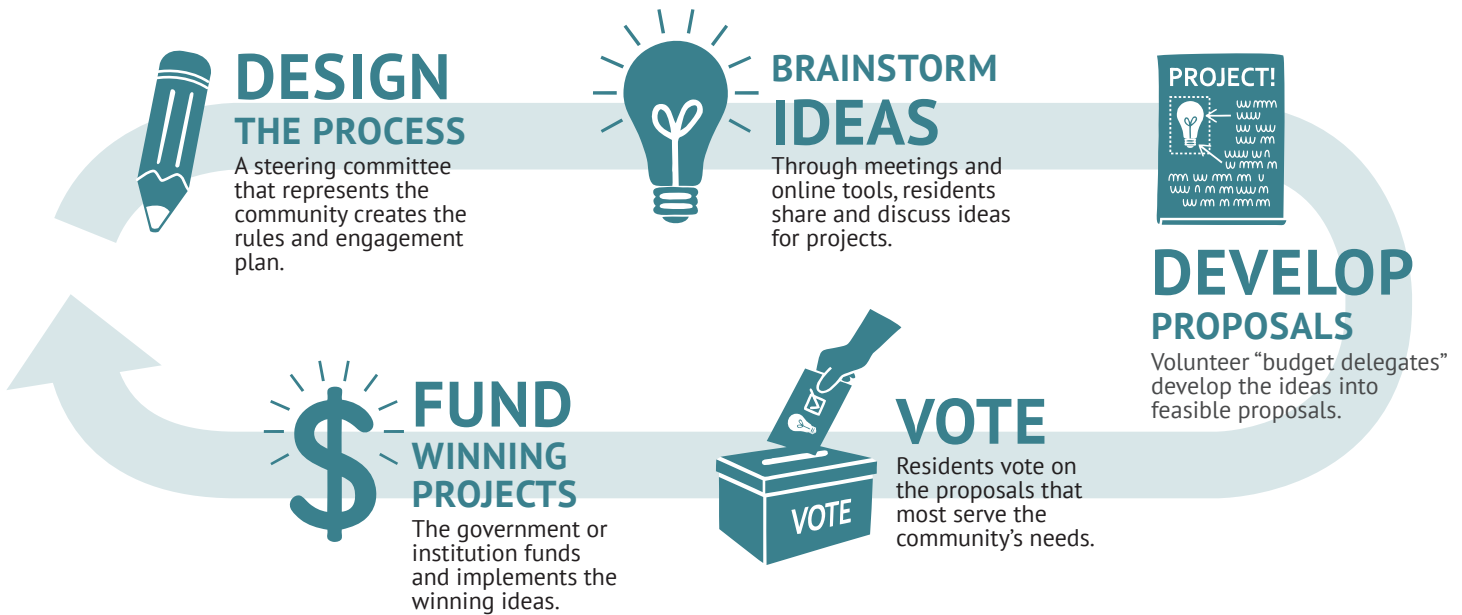 DESIGN
THE PROCESS
A steering committee
that represents the
community creates the
rules and engagement
plan.
BRAINSTORM
IDEAS
Through meetings and
online tools, residents
share and discuss ideas
for projects.
PROJECT!
DEVELOP
PROPOSALS
Volunteer “budget delegates”
develop the ideas into
feasible proposals.
VOTE
VOTE
Residents vote on
the proposals that
most serve the
community’s needs.
FUND
WINNING
PROJECTS
The government or
institution funds
and implements the
winning ideas.